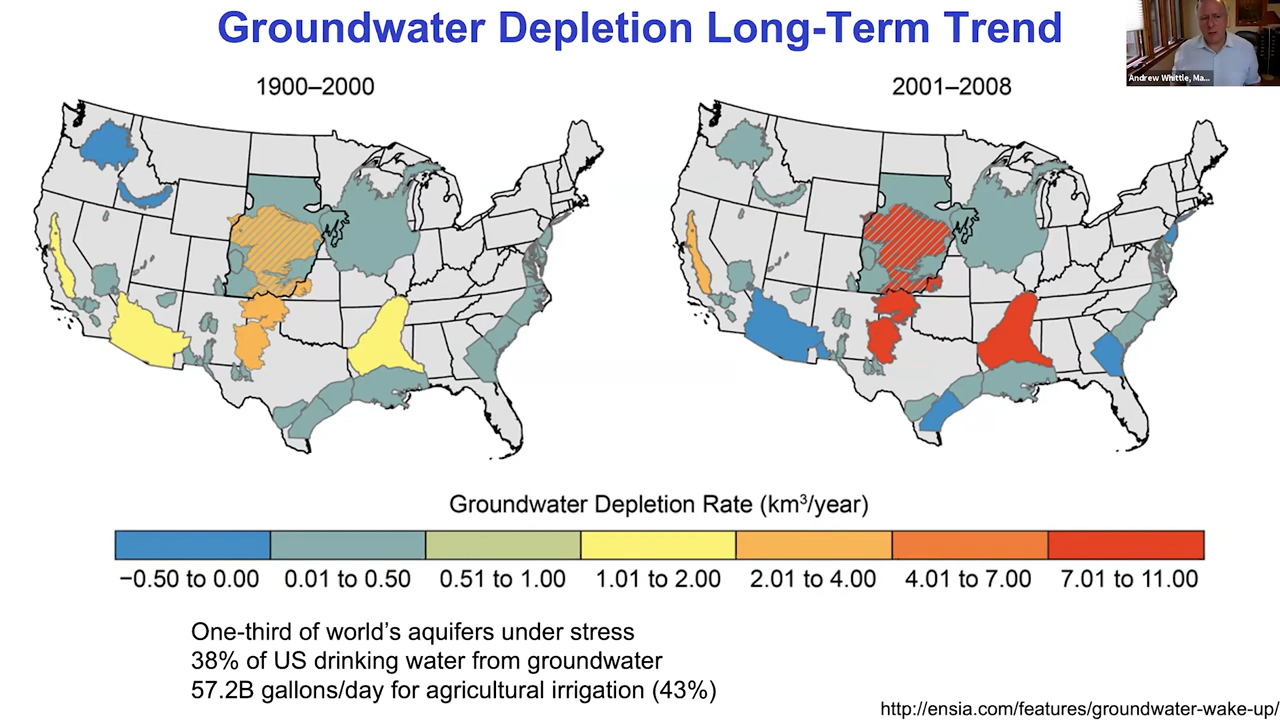 Groundwater Depletion Long-Term Trend
Andrew Whittle, Ma...
1900–2000
2001–2008
Groundwater Depletion Rate (km³/year)
−0.50 to 0.00
0.01 to 0.50
0.51 to 1.00
1.01 to 2.00
2.01 to 4.00
4.01 to 7.00
7.01 to 11.00
One-third of world's aquifers under stress
38% of US drinking water from groundwater
57.2B gallons/day for agricultural irrigation (43%)
http://ensia.com/features/groundwater-wake-up/